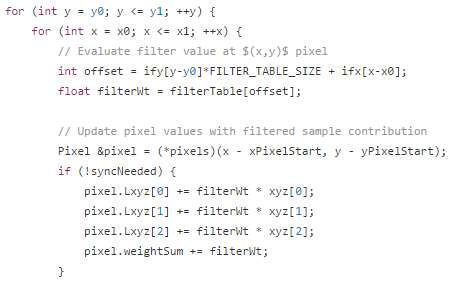 for (int y = y0; y <= y1; ++y) {
    for (int x = x0; x <= x1; ++x) {
        // Evaluate filter value at $(x,y)$ pixel
        int offset = ify[y-y0]*FILTER_TABLE_SIZE + ifx[x-x0];
        float filterWt = filterTable[offset];

        // Update pixel values with filtered sample contribution
        Pixel &pixel = (*pixels)(x - xPixelStart, y - yPixelStart);
        if (!syncNeeded) {
            pixel.Lxyz[0] += filterWt * xyz[0];
            pixel.Lxyz[1] += filterWt * xyz[1];
            pixel.Lxyz[2] += filterWt * xyz[2];
            pixel.weightSum += filterWt;
        }